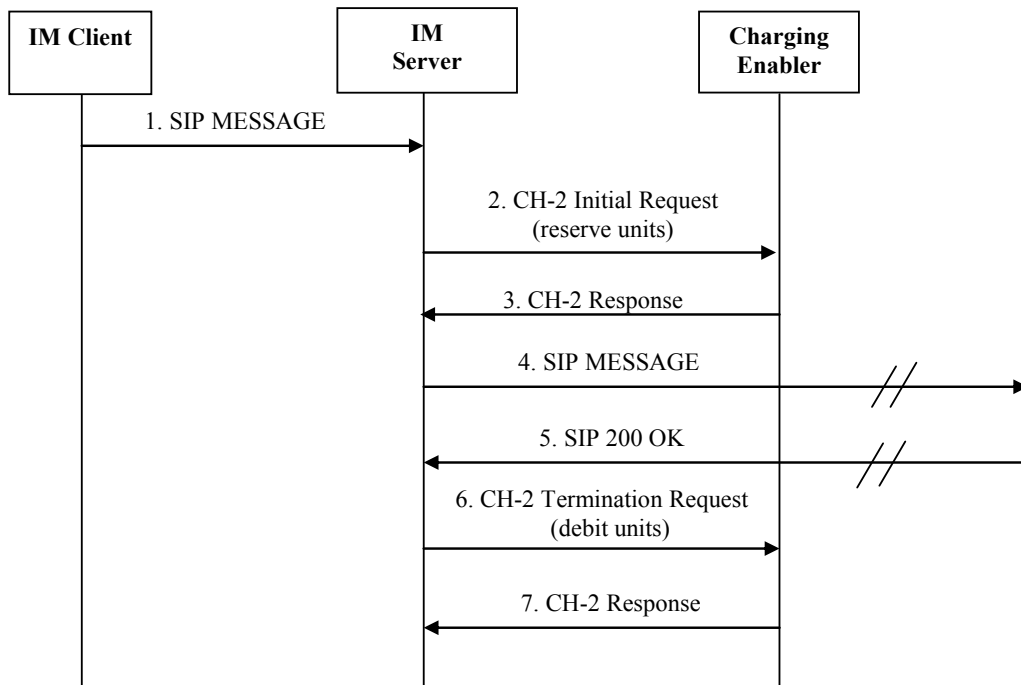 IM Client
IM
Server
Charging
Enabler
1. SIP MESSAGE
2. CH-2 Initial Request
(reserve units)
3. CH-2 Response
4. SIP MESSAGE
5. SIP 200 OK
6. CH-2 Termination Request
(debit units)
7. CH-2 Response